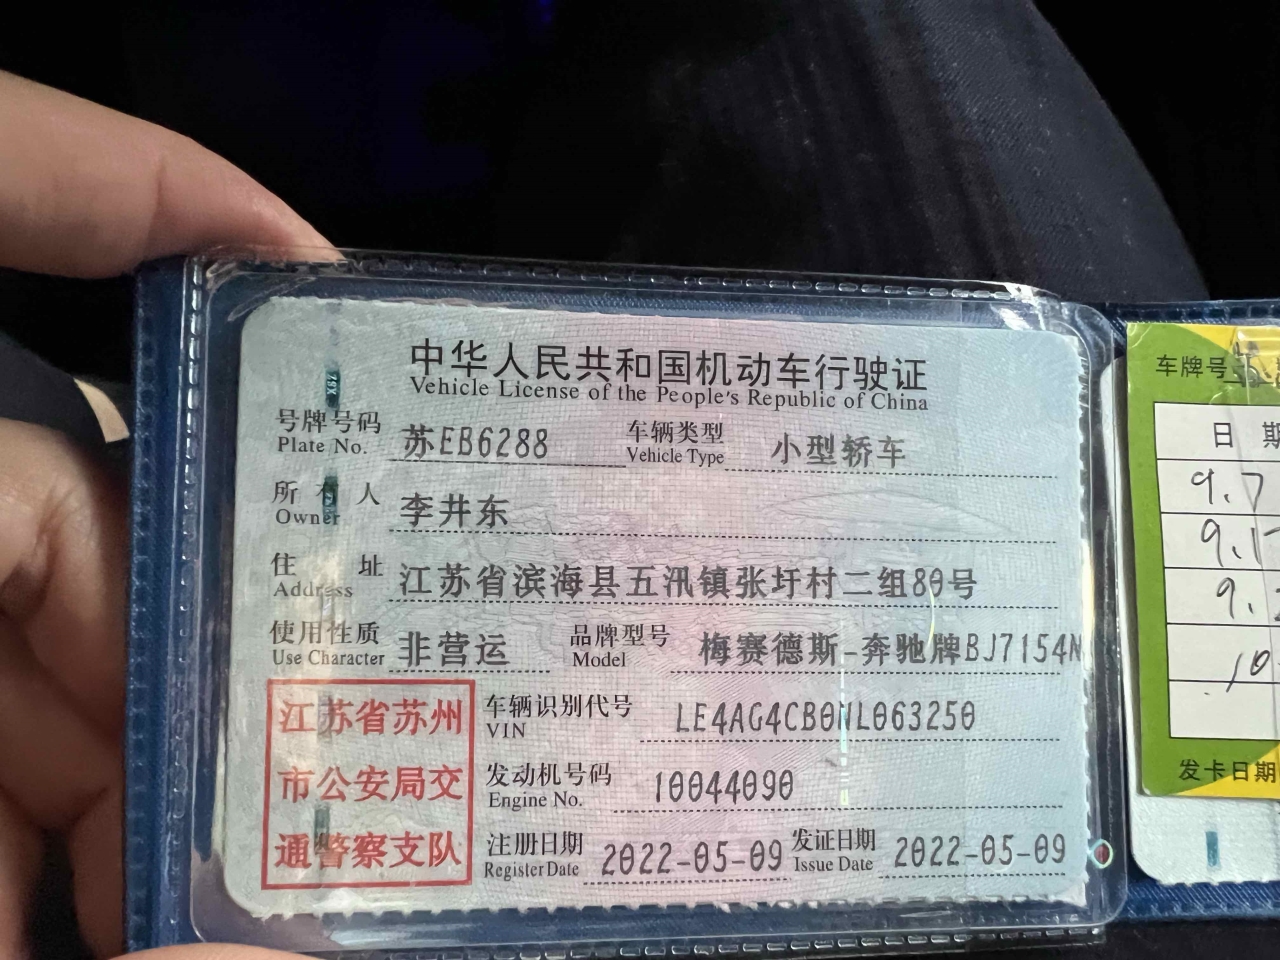 中华人民共和国机动车行驶证
Vehicle License of the People's Republic of China
号牌号码 苏EB6288 车辆类型 小型轿车
Plate No. Vehicle Type
所有人 李井东
Owner
住址 江苏省滨海县五汛镇张圩村二组80号
Address
使用性质 非营运 品牌型号 梅赛德斯-奔驰牌BJ7154N
Use Character Model
江苏省苏州
市公安局交
通警察支队
车辆识别代号 LE4AG4CB0NL063250
VIN
发动机号码 10044090
Engine No.
注册日期 2022-05-09 发证日期 2022-05-09
Register Date Issue Date
车牌号
日期
9.7
发卡日期